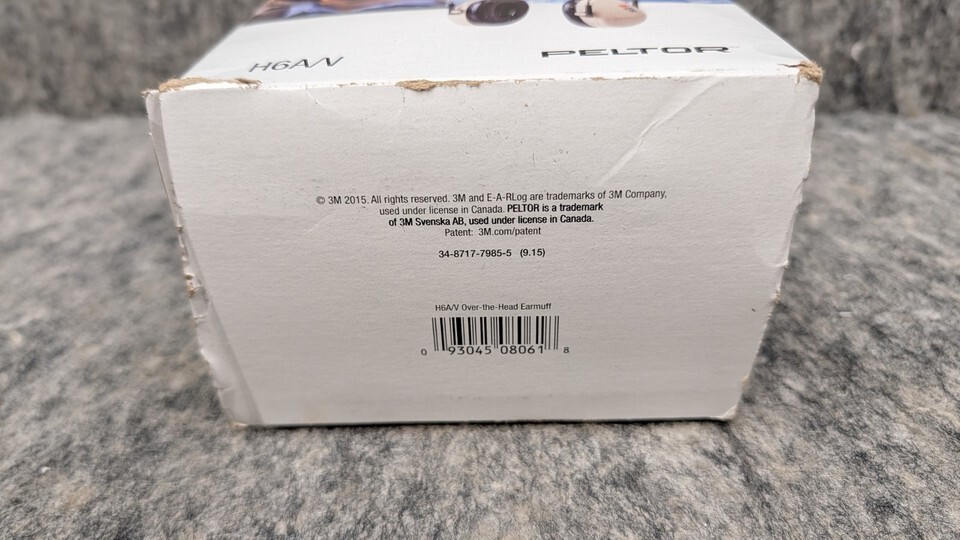 H6A/V
PELTOR
© 3M 2015. All rights reserved. 3M and E-A-RLog are trademarks of 3M Company,
used under license in Canada. PELTOR is a trademark
of 3M Svenska AB, used under license in Canada.
Patent: 3M.com/patent
34-8717-7985-5 (9.15)
H6A/V Over-the-Head Earmuff
0 93045 08061 8